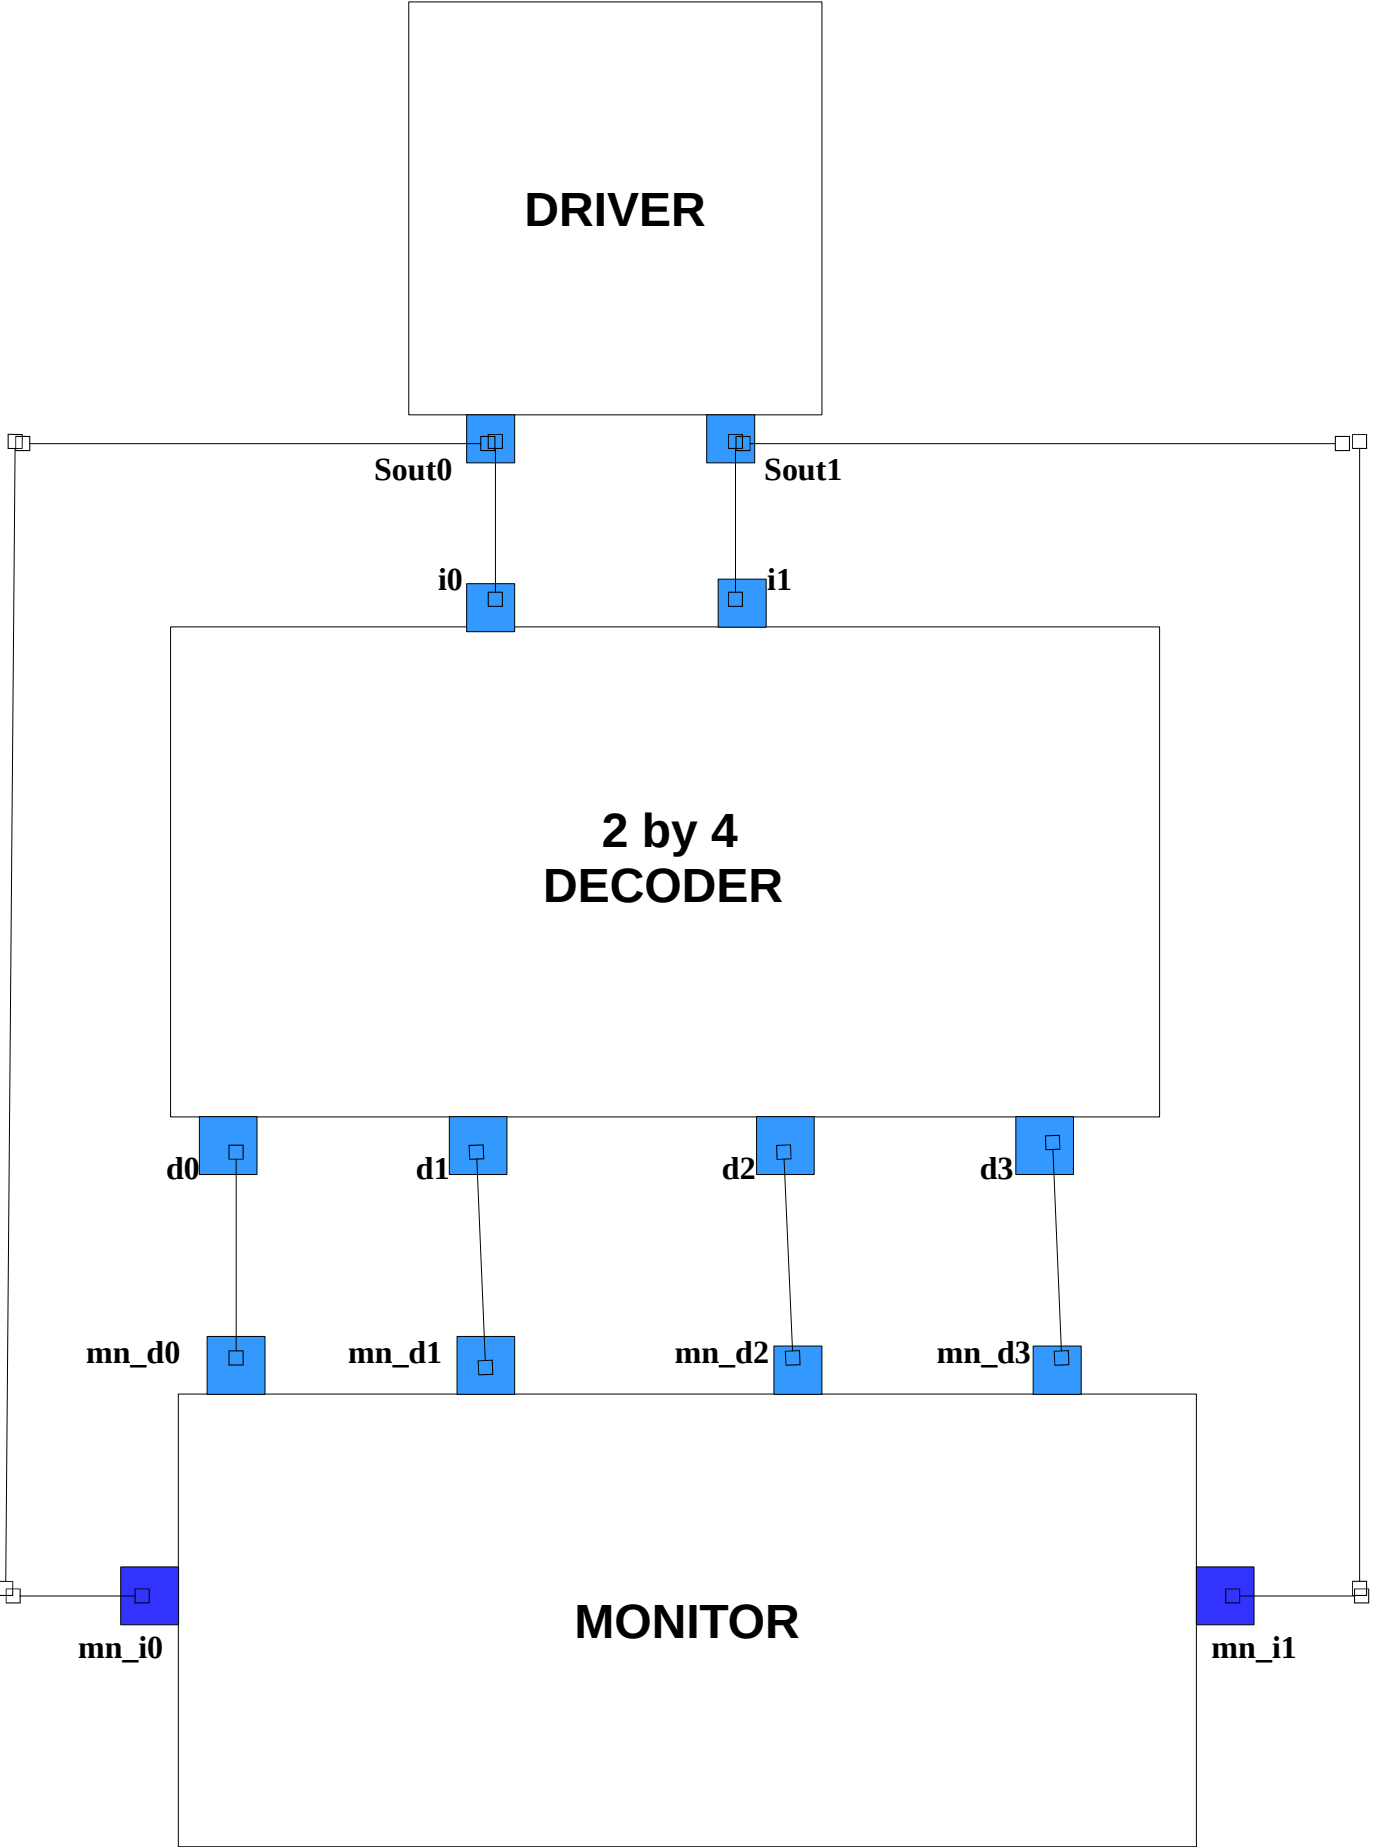 DRIVER
Sout0
Sout1
i0
i1
2 by 4
DECODER
d0
d1
d2
d3
mn_d0
mn_d1
mn_d2
mn_d3
MONITOR
mn_i0
mn_i1